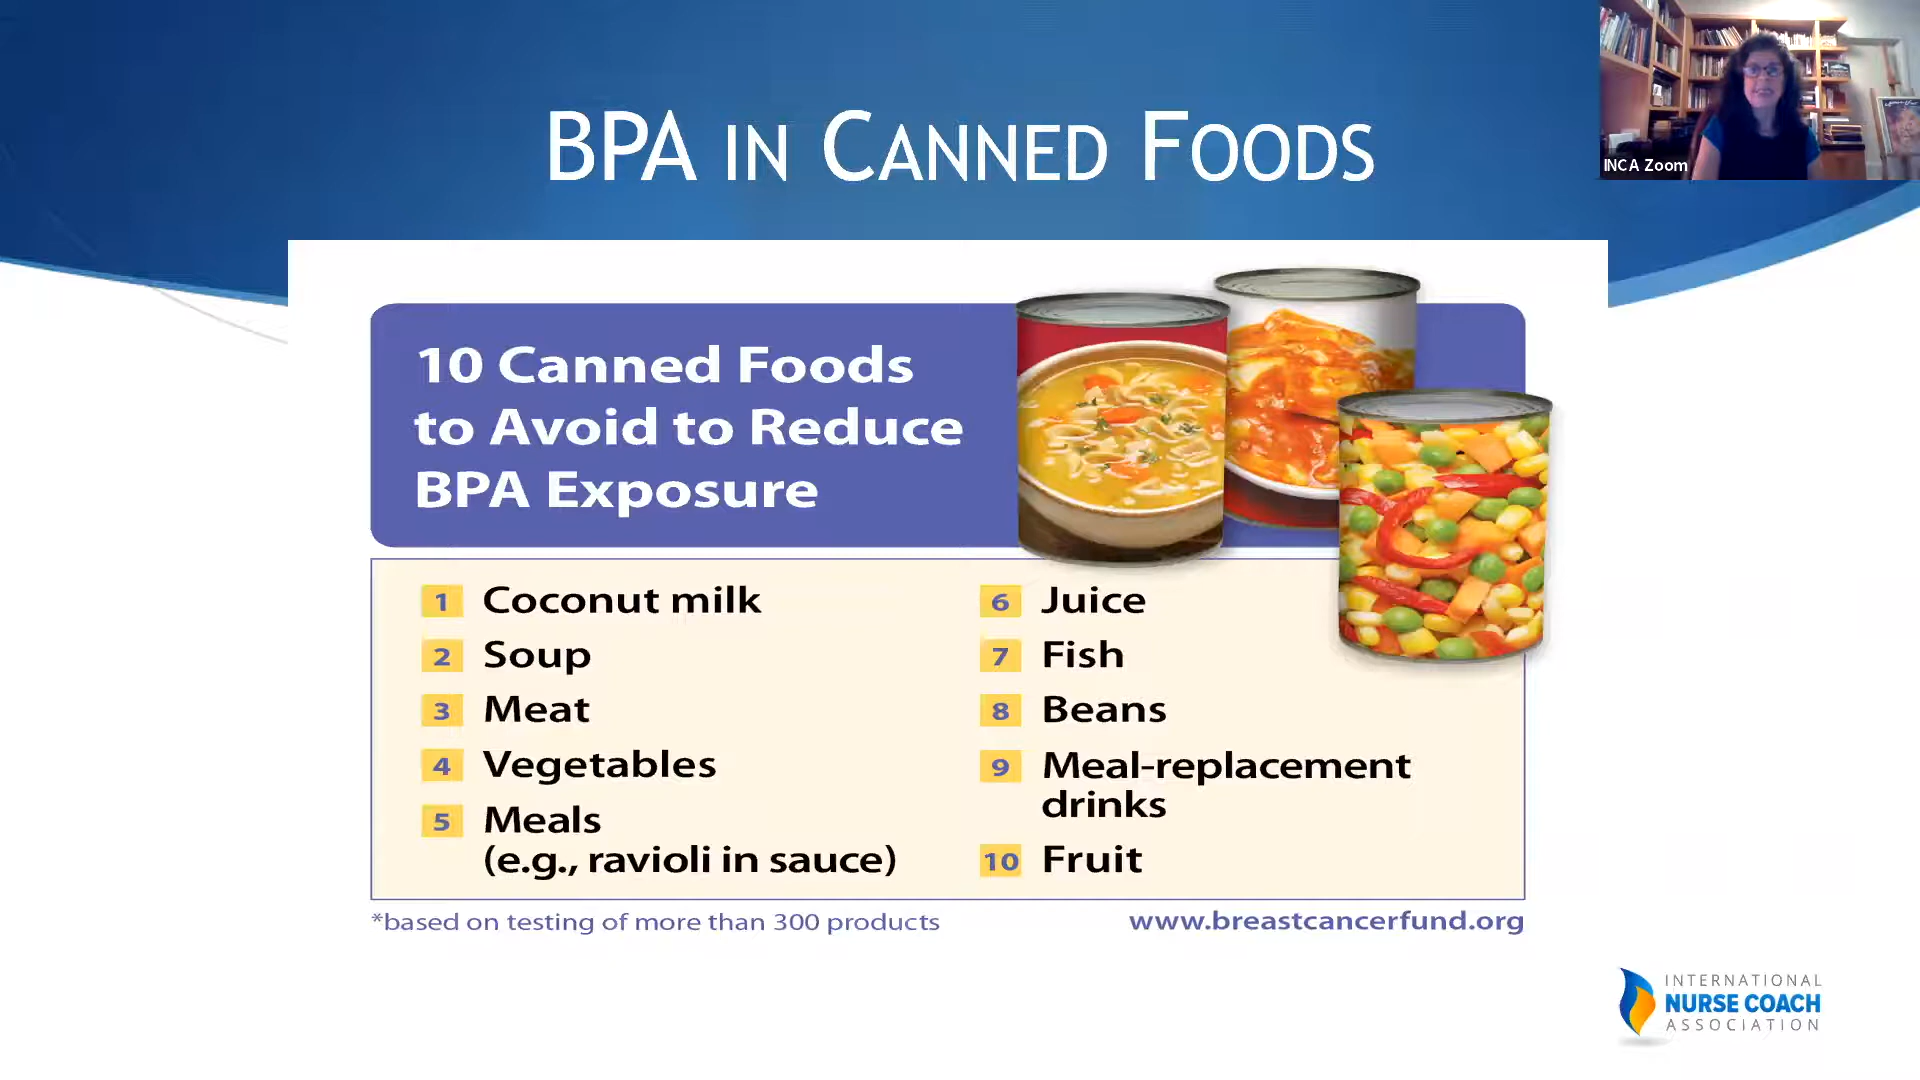 BPA IN CANNED FOODS
INCA Zoom
10 Canned Foods
to Avoid to Reduce
BPA Exposure
1 Coconut milk
2 Soup
3 Meat
4 Vegetables
5 Meals
(e.g., ravioli in sauce)
6 Juice
7 Fish
8 Beans
9 Meal-replacement
drinks
10 Fruit
*based on testing of more than 300 products
www.breastcancerfund.org
INTERNATIONAL
NURSE COACH
ASSOCIATION